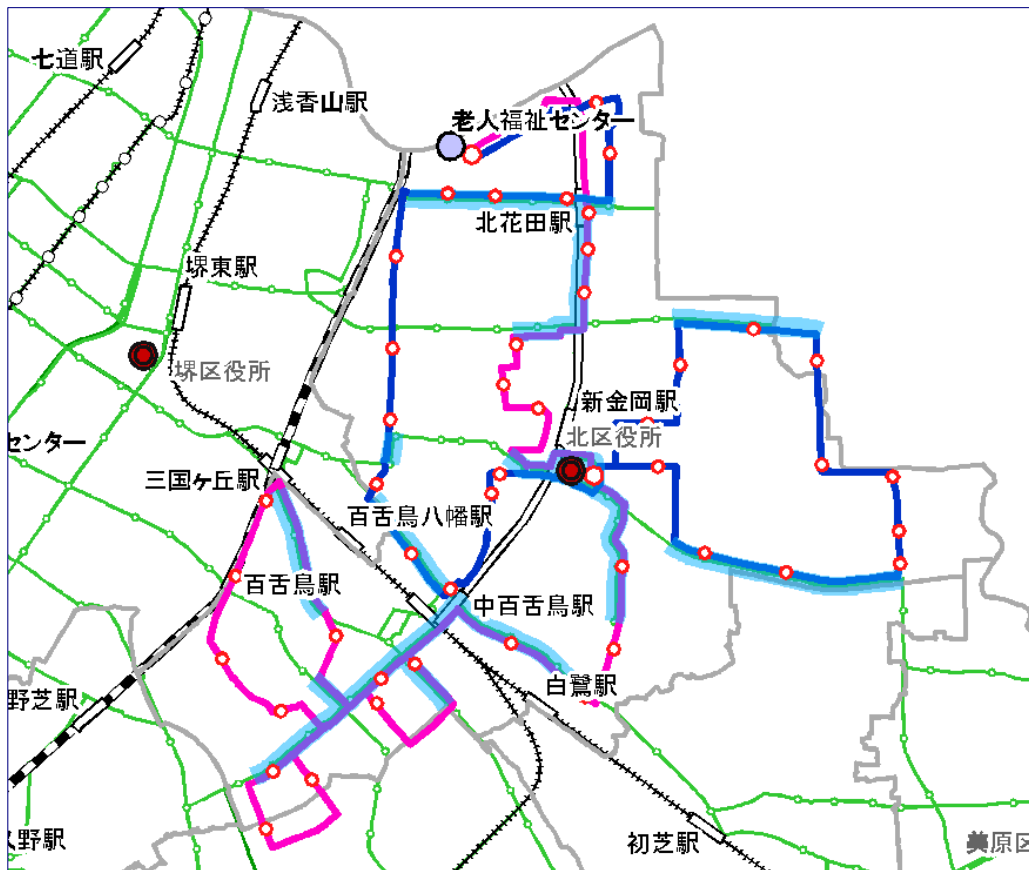 七道駅
浅香山駅
老人福祉センター
北花田駅
堺東駅
堺区役所
新金岡駅
北区役所
センター
三国ヶ丘駅
百舌鳥八幡駅
百舌鳥駅
中百舌鳥駅
白鷺駅
野芝駅
初芝駅
美原区
野駅